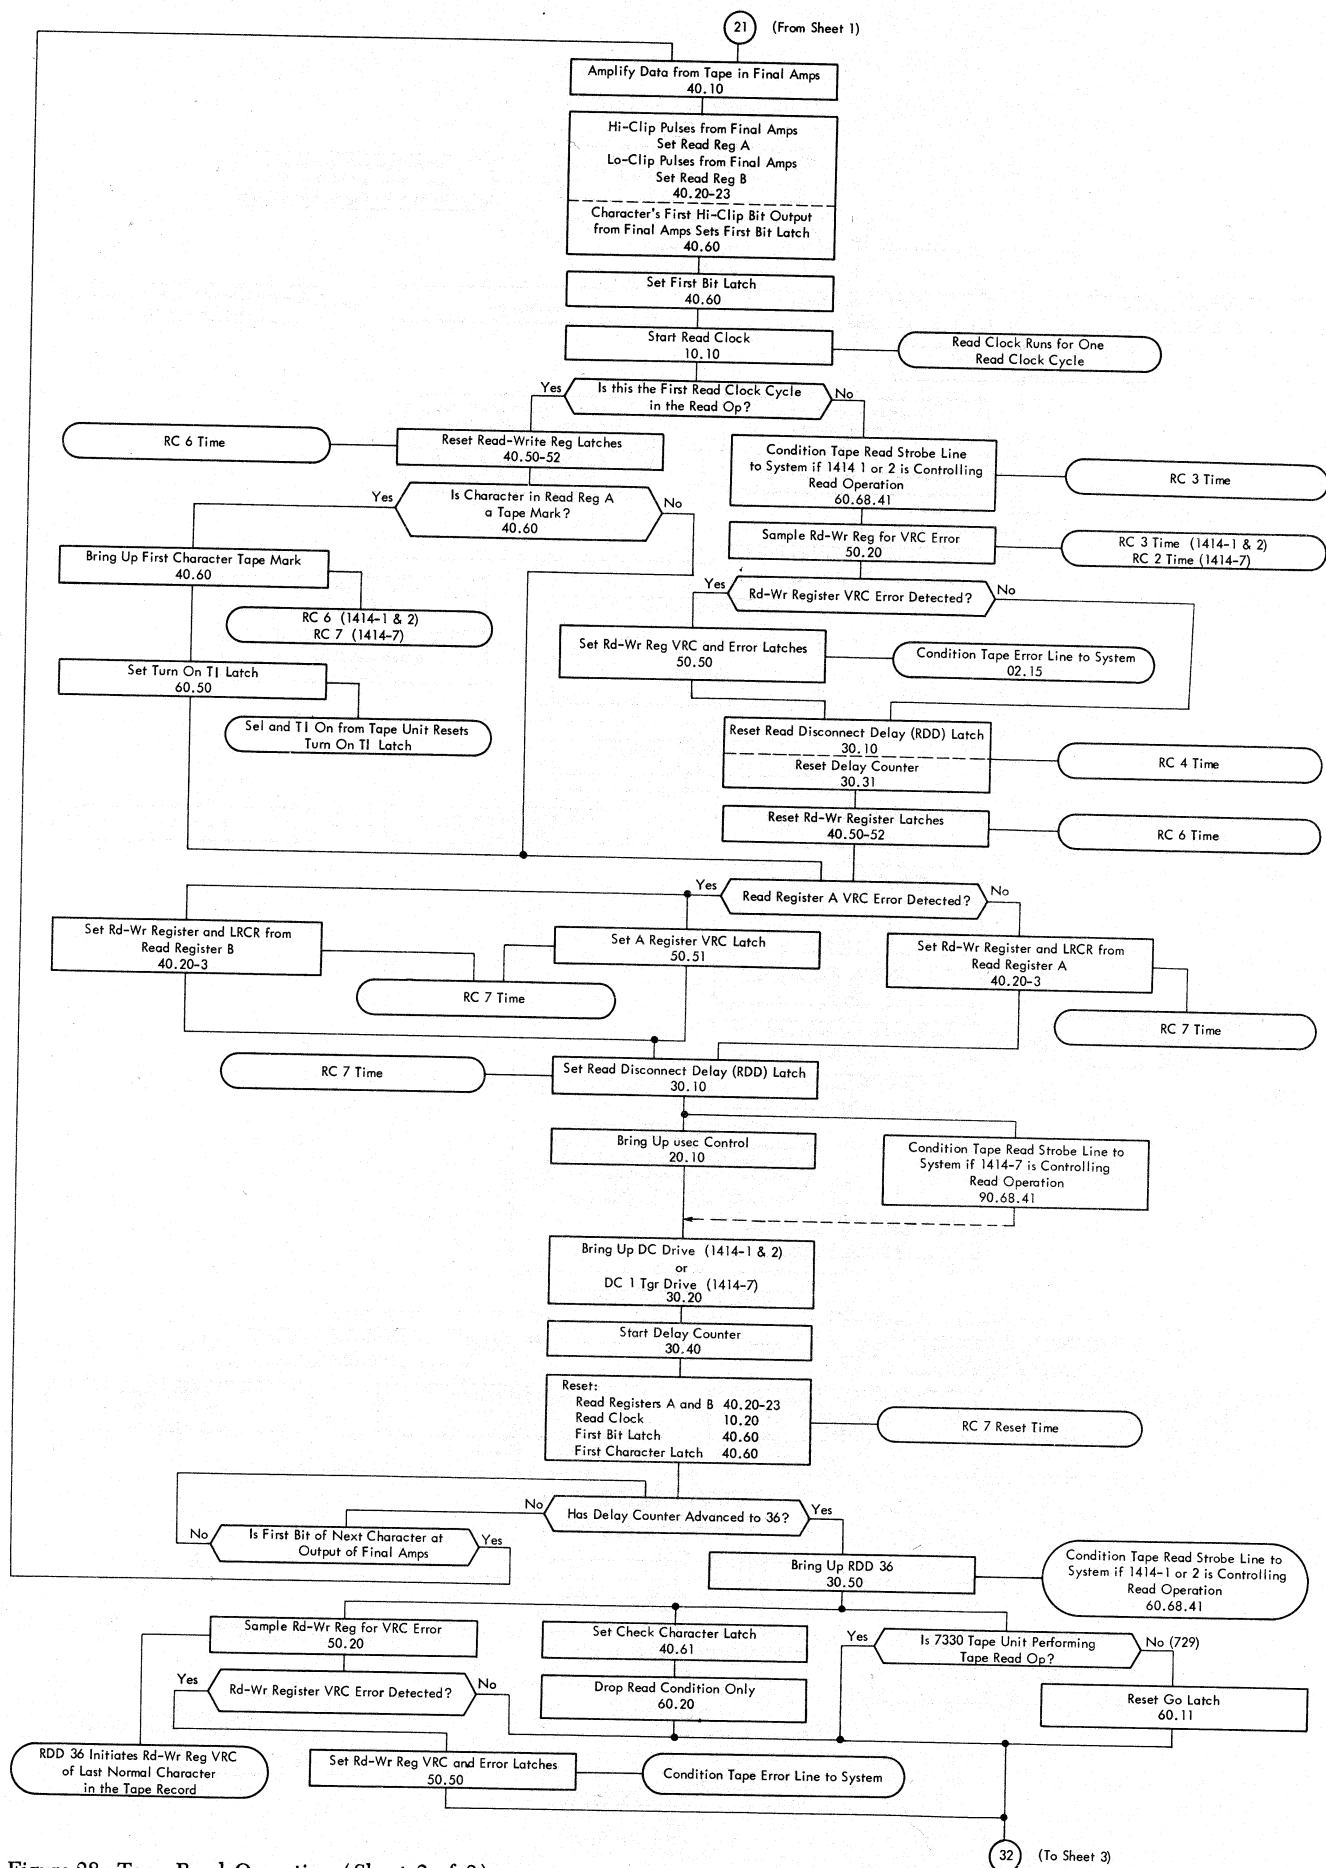 21 (From Sheet 1)
Amplify Data from Tape in Final Amps
40.10
Hi-Clip Pulses from Final Amps
Set Read Reg A
Lo-Clip Pulses from Final Amps
Set Read Reg B
40.20-23
Character's First Hi-Clip Bit Output
from Final Amps Sets First Bit Latch
40.60
Set First Bit Latch
40.60
Start Read Clock
10.10
Read Clock Runs for One
Read Clock Cycle
Yes
Is this the First Read Clock Cycle
in the Read Op?
No
RC 6 Time
Reset Read-Write Reg Latches
40.50-52
Condition Tape Read Strobe Line
to System if 1414 1 or 2 is Controlling
Read Operation
60.68.41
RC 3 Time
Yes
Is Character in Read Reg A
a Tape Mark?
40.60
No
Sample Rd-Wr Reg for VRC Error
50.20
RC 3 Time (1414-1 & 2)
RC 2 Time (1414-7)
Bring Up First Character Tape Mark
40.60
RC 6 (1414-1 & 2)
RC 7 (1414-7)
Yes
Rd-Wr Register VRC Error Detected?
No
Set Rd-Wr Reg VRC and Error Latches
50.50
Condition Tape Error Line to System
02.15
Set Turn On TI Latch
60.50
Sel and TI On from Tape Unit Resets
Turn On TI Latch
Reset Read Disconnect Delay (RDD) Latch
30.10
Reset Delay Counter
30.31
RC 4 Time
Reset Rd-Wr Register Latches
40.50-52
RC 6 Time
Yes
Read Register A VRC Error Detected?
No
Set Rd-Wr Register and LRCR from
Read Register B
40.20-3
Set A Register VRC Latch
50.51
Set Rd-Wr Register and LRCR from
Read Register A
40.20-3
RC 7 Time
RC 7 Time
RC 7 Time
Set Read Disconnect Delay (RDD) Latch
30.10
Bring Up usec Control
20.10
Condition Tape Read Strobe Line to
System if 1414-7 is Controlling
Read Operation
90.68.41
Bring Up DC Drive (1414-1 & 2)
or
DC 1 Tgr Drive (1414-7)
30.20
Start Delay Counter
30.40
Reset:
Read Registers A and B 40.20-23
Read Clock 10.20
First Bit Latch 40.60
First Character Latch 40.60
RC 7 Reset Time
No
Has Delay Counter Advanced to 36?
Yes
No
Is First Bit of Next Character at
Output of Final Amps
Yes
Bring Up RDD 36
30.50
Condition Tape Read Strobe Line to
System if 1414-1 or 2 is Controlling
Read Operation
60.68.41
Sample Rd-Wr Reg for VRC Error
50.20
Set Check Character Latch
40.61
Yes
Is 7330 Tape Unit Performing
Tape Read Op?
No (729)
Yes
Rd-Wr Register VRC Error Detected?
No
Drop Read Condition Only
60.20
Reset Go Latch
60.11
RDD 36 Initiates Rd-Wr Reg VRC
of Last Normal Character
in the Tape Record
Set Rd-Wr Reg VRC and Error Latches
50.50
Condition Tape Error Line to System
32 (To Sheet 3)